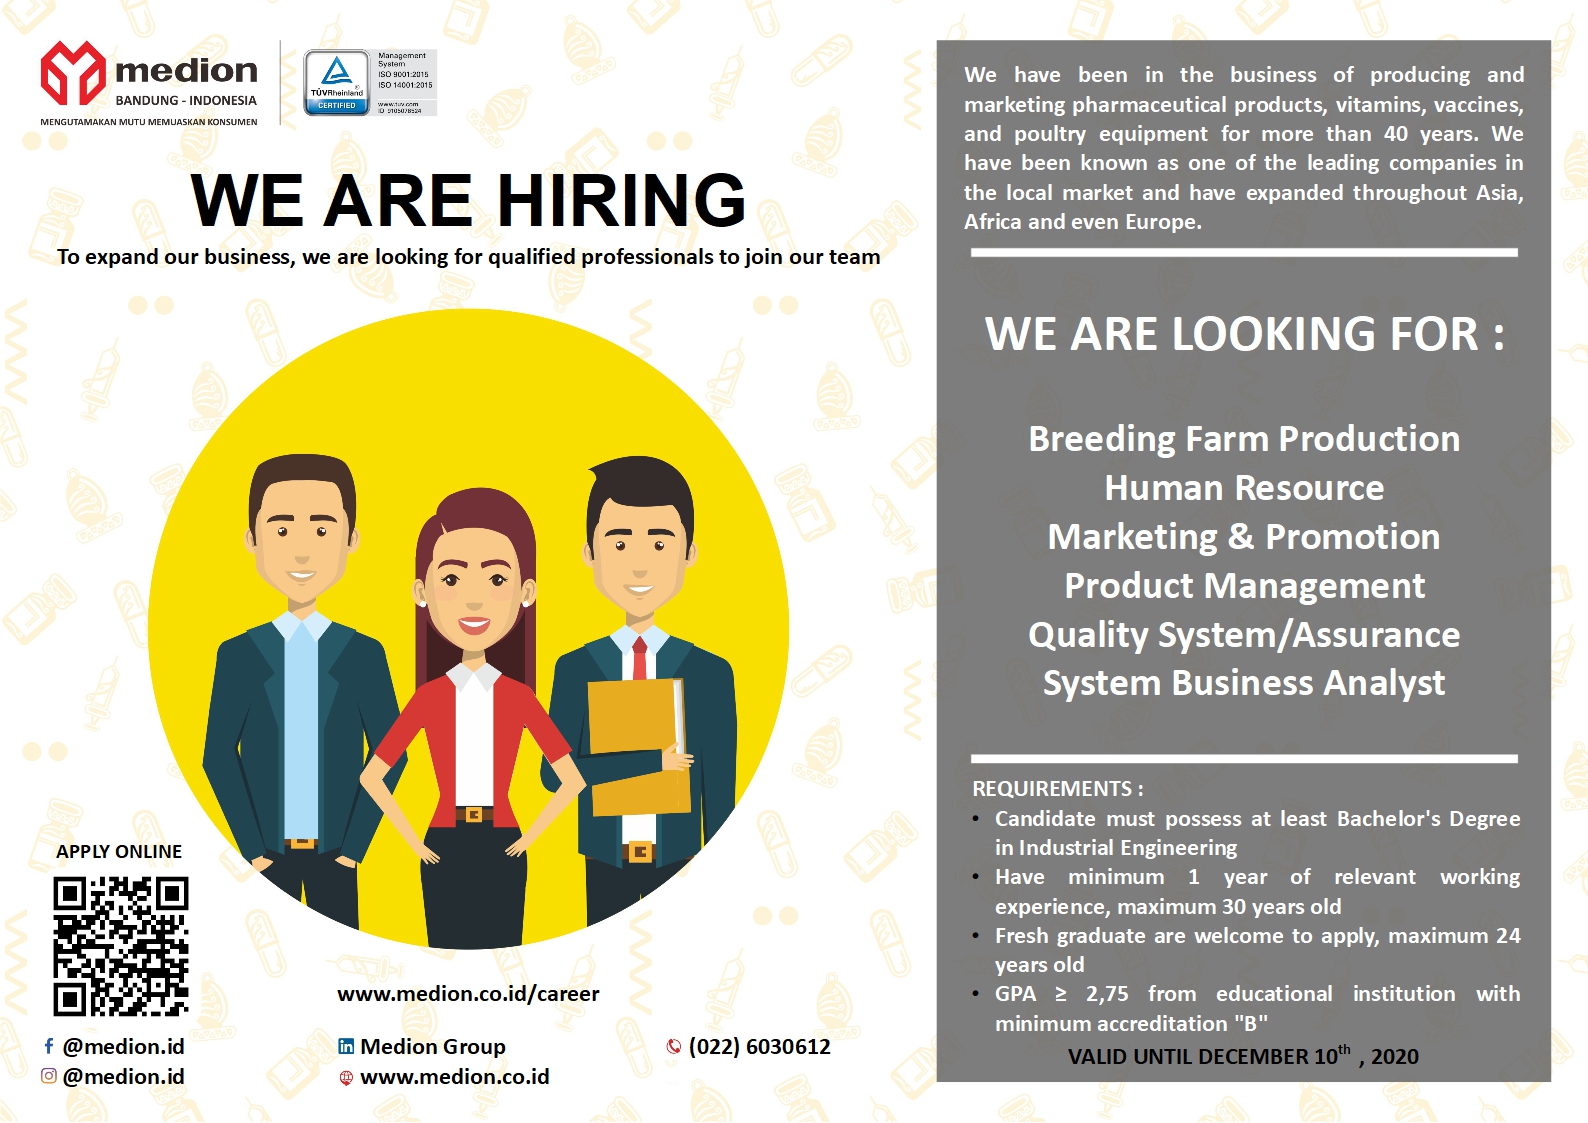 medion
BANDUNG - INDONESIA
MENGUTAMAKAN MUTU MEMUASKAN KONSUMEN
TÜVRheinland
®
CERTIFIED
Management
System
ISO 9001:2015
ISO 14001:2015
www.tuv.com
ID 9105078524
WE ARE HIRING
To expand our business, we are looking for qualified professionals to join our team
APPLY ONLINE
www.medion.co.id/career
@medion.id
@medion.id
Medion Group
www.medion.co.id
(022) 6030612
We have been in the business of producing and
marketing pharmaceutical products, vitamins, vaccines,
and poultry equipment for more than 40 years. We
have been known as one of the leading companies in
the local market and have expanded throughout Asia,
Africa and even Europe.
WE ARE LOOKING FOR :
Breeding Farm Production
Human Resource
Marketing & Promotion
Product Management
Quality System/Assurance
System Business Analyst
REQUIREMENTS :
• Candidate must possess at least Bachelor's Degree
in Industrial Engineering
• Have minimum 1 year of relevant working
experience, maximum 30 years old
• Fresh graduate are welcome to apply, maximum 24
years old
• GPA ≥ 2,75 from educational institution with
minimum accreditation "B"
VALID UNTIL DECEMBER 10th , 2020